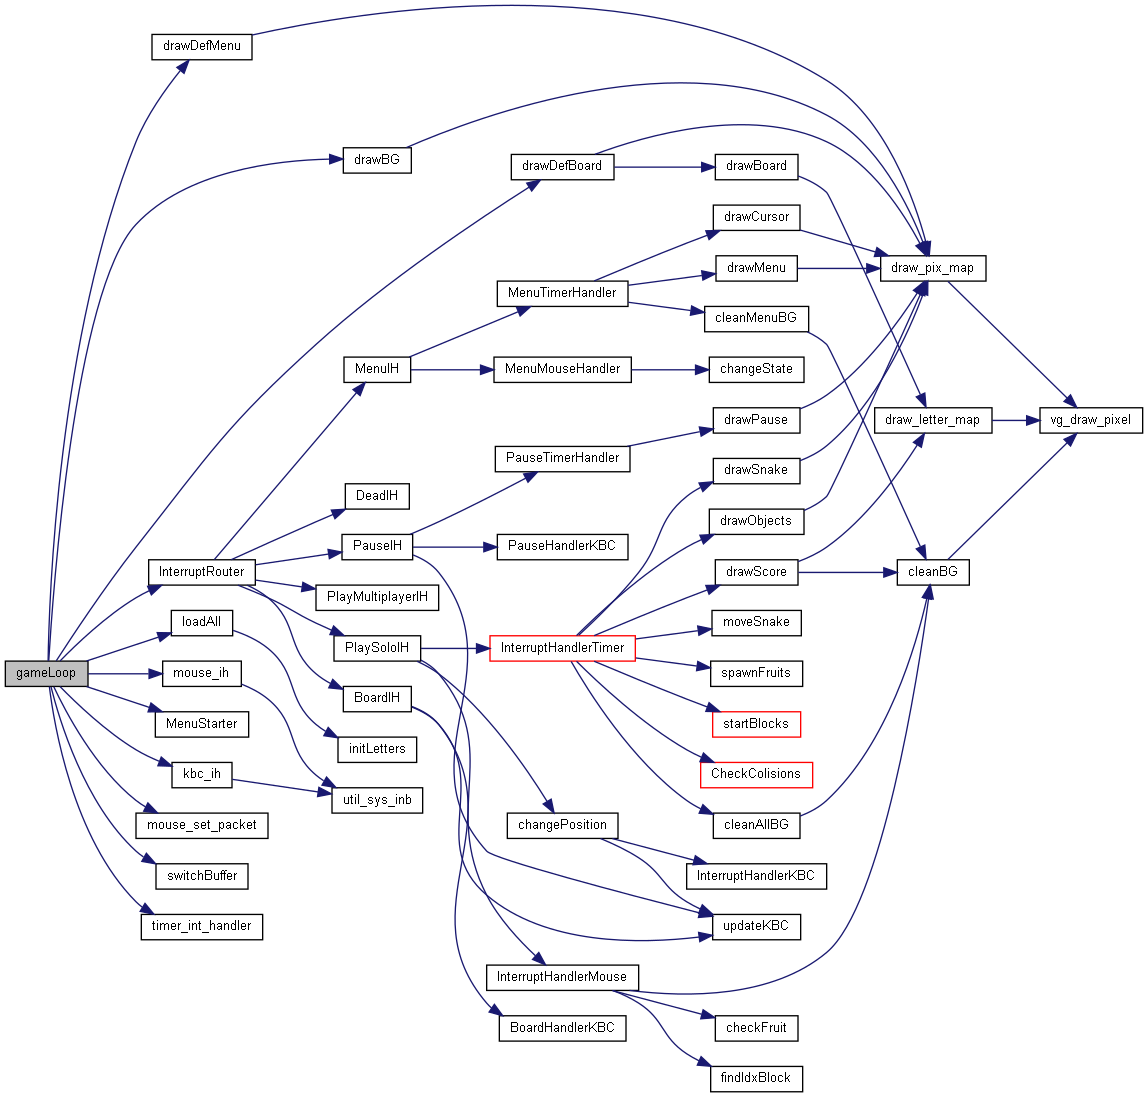 drawDefMenu
drawBG
drawDefBoard
drawBoard
drawCursor
draw_pix_map
drawMenu
MenuTimerHandler
cleanMenuBG
MenuIH
MenuMouseHandler
changeState
drawPause
draw_letter_map
vg_draw_pixel
PauseTimerHandler
drawSnake
DeadIH
drawObjects
PauseIH
PauseHandlerKBC
InterruptRouter
drawScore
cleanBG
PlayMultiplayerIH
loadAll
moveSnake
PlaySoloIH
InterruptHandlerTimer
gameLoop
mouse_ih
spawnFruits
BoardIH
MenuStarter
startBlocks
initLetters
kbc_ih
CheckColisions
util_sys_inb
mouse_set_packet
changePosition
cleanAllBG
switchBuffer
InterruptHandlerKBC
timer_int_handler
updateKBC
InterruptHandlerMouse
BoardHandlerKBC
checkFruit
findIdxBlock